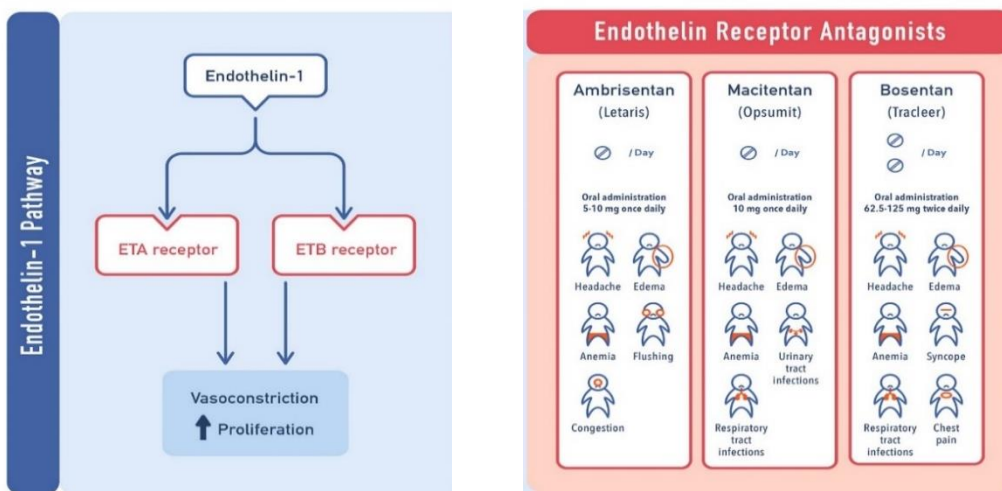 Endothelin-1 Pathway
Endothelin-1
ETA receptor
ETB receptor
Vasoconstriction
Proliferation
Endothelin Receptor Antagonists
Ambrisentan
(Letaris)
/ Day
Oral administration
5-10 mg once daily
Headache
Edema
Anemia
Flushing
Congestion
Macitentan
(Opsumit)
/ Day
Oral administration
10 mg once daily
Headache
Edema
Anemia
Urinary
tract
infections
Respiratory
tract
infections
Bosentan
(Tracleer)
/ Day
Oral administration
62.5-125 mg twice daily
Headache
Edema
Anemia
Syncope
Respiratory
tract
infections
Chest
pain